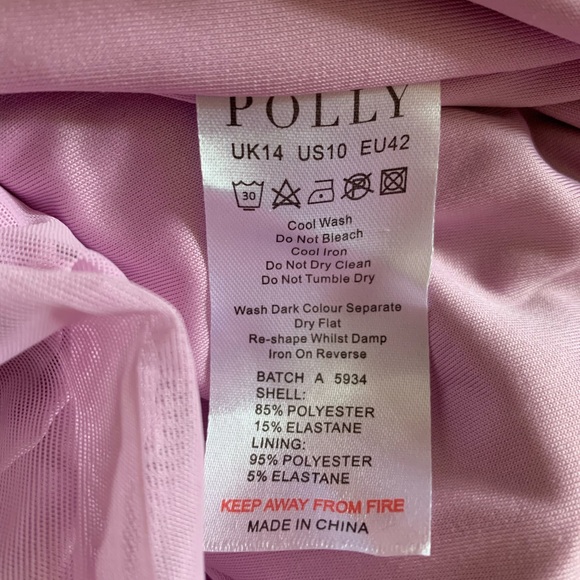 POLLY
UK14 US10 EU42
30
Cool Wash
Do Not Bleach
Cool Iron
Do Not Dry Clean
Do Not Tumble Dry
Wash Dark Colour Separate
Dry Flat
Re-shape Whilst Damp
Iron On Reverse
BATCH A 5934
SHELL:
85% POLYESTER
15% ELASTANE
LINING:
95% POLYESTER
5% ELASTANE
KEEP AWAY FROM FIRE
MADE IN CHINA